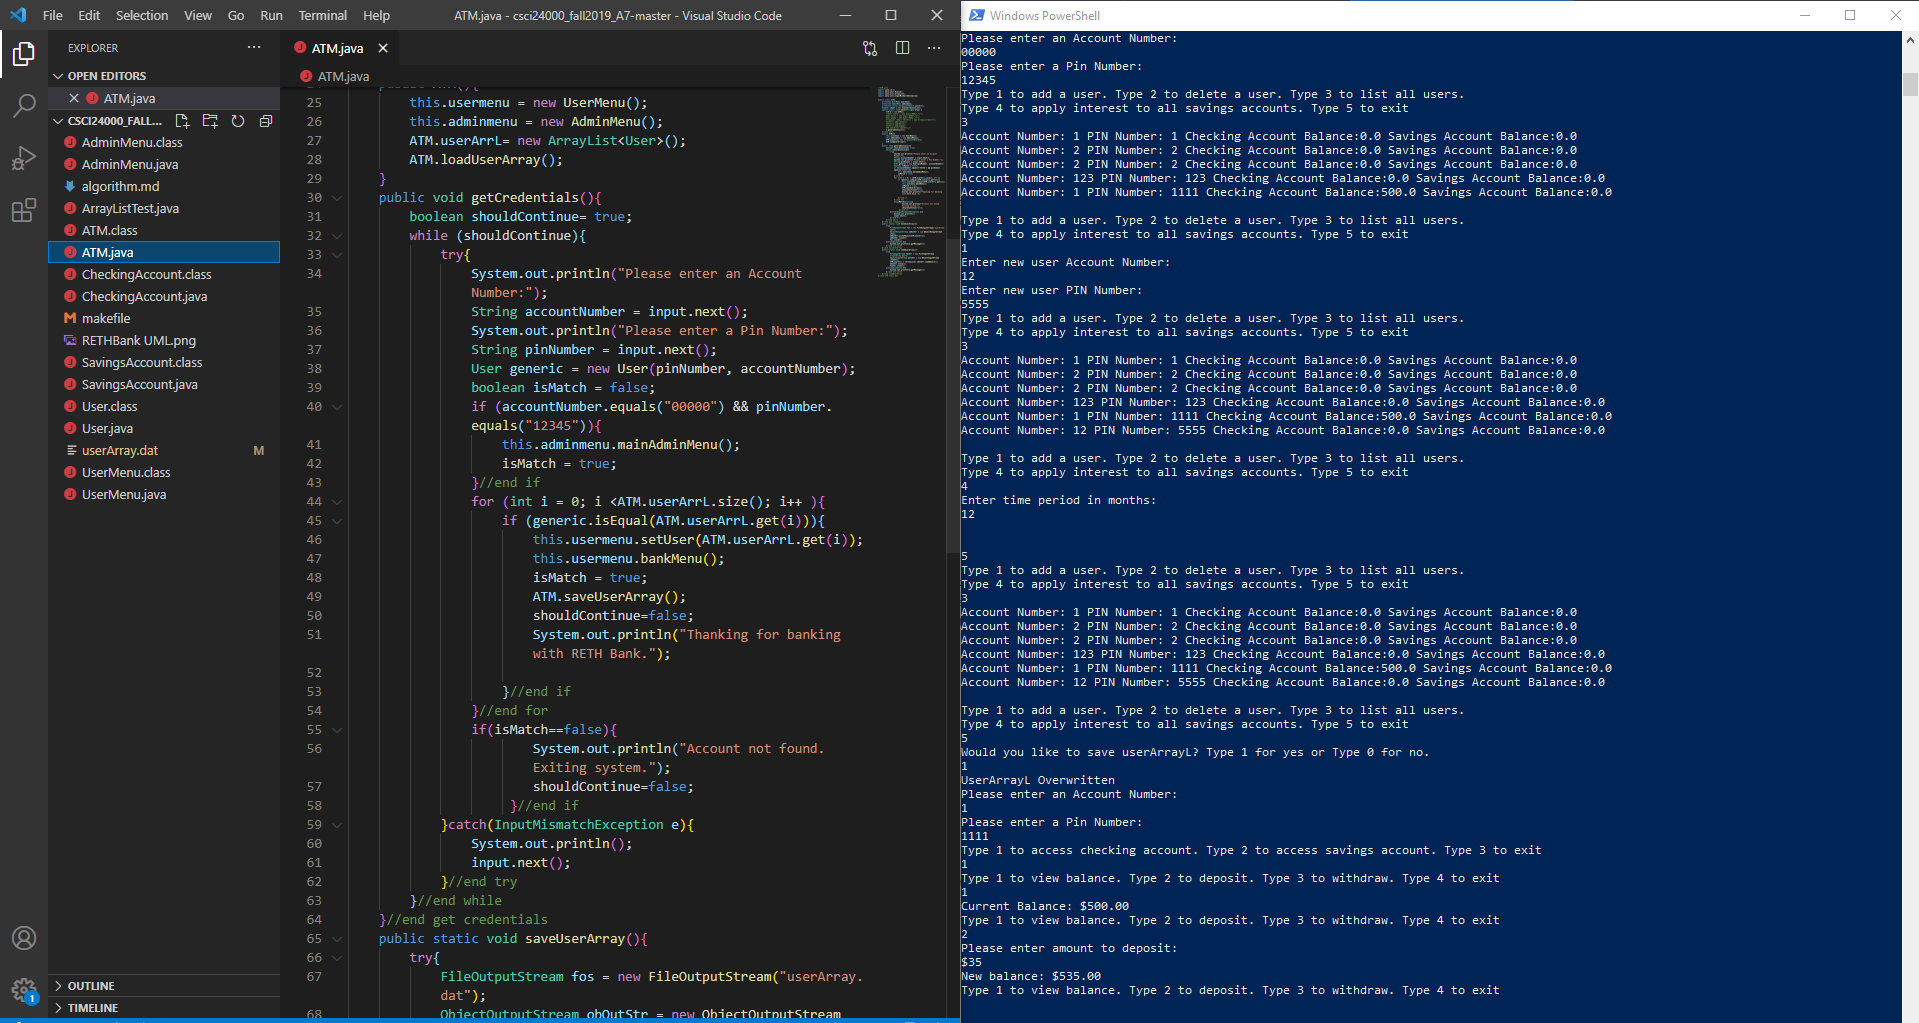 File Edit Selection View Go Run Terminal Help
ATM.java - csci24000_fall2019_A7-master - Visual Studio Code
EXPLORER
OPEN EDITORS
ATM.java
CSCI24000_FALL...
AdminMenu.class
AdminMenu.java
algorithm.md
ArrayListTest.java
ATM.class
ATM.java
CheckingAccount.class
CheckingAccount.java
makefile
RETHBank UML.png
SavingsAccount.class
SavingsAccount.java
User.class
User.java
userArray.dat M
UserMenu.class
UserMenu.java
OUTLINE
TIMELINE
1
ATM.java
ATM.java
25 this.usermenu = new UserMenu();
26 this.adminmenu = new AdminMenu();
27 ATM.userArrL= new ArrayList<User>();
28 ATM.loadUserArray();
29 }
30 public void getCredentials(){
31 boolean shouldContinue= true;
32 while (shouldContinue){
33 try{
34 System.out.println("Please enter an Account
Number:");
35 String accountNumber = input.next();
36 System.out.println("Please enter a Pin Number:");
37 String pinNumber = input.next();
38 User generic = new User(pinNumber, accountNumber);
39 boolean isMatch = false;
40 if (accountNumber.equals("00000") && pinNumber.
equals("12345")){
41 this.adminmenu.mainAdminMenu();
42 isMatch = true;
43 }//end if
44 for (int i = 0; i <ATM.userArrL.size(); i++ ){
45 if (generic.isEqual(ATM.userArrL.get(i))){
46 this.usermenu.setUser(ATM.userArrL.get(i));
47 this.usermenu.bankMenu();
48 isMatch = true;
49 ATM.saveUserArray();
50 shouldContinue=false;
51 System.out.println("Thanking for banking
with RETH Bank.");
52
53 }//end if
54 }//end for
55 if(isMatch==false){
56 System.out.println("Account not found.
Exiting system.");
57 shouldContinue=false;
58 }//end if
59 }catch(InputMismatchException e){
60 System.out.println();
61 input.next();
62 }//end try
63 }//end while
64 }//end get credentials
65 public static void saveUserArray(){
66 try{
67 FileOutputStream fos = new FileOutputStream("userArray.
dat");
68 ObjectOutputStream obOutStr = new ObjectOutputStream
Windows PowerShell
Please enter an Account Number:
00000
Please enter a Pin Number:
12345
Type 1 to add a user. Type 2 to delete a user. Type 3 to list all users.
Type 4 to apply interest to all savings accounts. Type 5 to exit
3
Account Number: 1 PIN Number: 1 Checking Account Balance:0.0 Savings Account Balance:0.0
Account Number: 2 PIN Number: 2 Checking Account Balance:0.0 Savings Account Balance:0.0
Account Number: 2 PIN Number: 2 Checking Account Balance:0.0 Savings Account Balance:0.0
Account Number: 123 PIN Number: 123 Checking Account Balance:0.0 Savings Account Balance:0.0
Account Number: 1 PIN Number: 1111 Checking Account Balance:500.0 Savings Account Balance:0.0
Type 1 to add a user. Type 2 to delete a user. Type 3 to list all users.
Type 4 to apply interest to all savings accounts. Type 5 to exit
1
Enter new user Account Number:
12
Enter new user PIN Number:
5555
Type 1 to add a user. Type 2 to delete a user. Type 3 to list all users.
Type 4 to apply interest to all savings accounts. Type 5 to exit
3
Account Number: 1 PIN Number: 1 Checking Account Balance:0.0 Savings Account Balance:0.0
Account Number: 2 PIN Number: 2 Checking Account Balance:0.0 Savings Account Balance:0.0
Account Number: 2 PIN Number: 2 Checking Account Balance:0.0 Savings Account Balance:0.0
Account Number: 123 PIN Number: 123 Checking Account Balance:0.0 Savings Account Balance:0.0
Account Number: 1 PIN Number: 1111 Checking Account Balance:500.0 Savings Account Balance:0.0
Account Number: 12 PIN Number: 5555 Checking Account Balance:0.0 Savings Account Balance:0.0
Type 1 to add a user. Type 2 to delete a user. Type 3 to list all users.
Type 4 to apply interest to all savings accounts. Type 5 to exit
4
Enter time period in months:
12
5
Type 1 to add a user. Type 2 to delete a user. Type 3 to list all users.
Type 4 to apply interest to all savings accounts. Type 5 to exit
3
Account Number: 1 PIN Number: 1 Checking Account Balance:0.0 Savings Account Balance:0.0
Account Number: 2 PIN Number: 2 Checking Account Balance:0.0 Savings Account Balance:0.0
Account Number: 2 PIN Number: 2 Checking Account Balance:0.0 Savings Account Balance:0.0
Account Number: 123 PIN Number: 123 Checking Account Balance:0.0 Savings Account Balance:0.0
Account Number: 1 PIN Number: 1111 Checking Account Balance:500.0 Savings Account Balance:0.0
Account Number: 12 PIN Number: 5555 Checking Account Balance:0.0 Savings Account Balance:0.0
Type 1 to add a user. Type 2 to delete a user. Type 3 to list all users.
Type 4 to apply interest to all savings accounts. Type 5 to exit
5
Would you like to save userArrayL? Type 1 for yes or Type 0 for no.
1
UserArrayL Overwritten
Please enter an Account Number:
1
Please enter a Pin Number:
1111
Type 1 to access checking account. Type 2 to access savings account. Type 3 to exit
1
Type 1 to view balance. Type 2 to deposit. Type 3 to withdraw. Type 4 to exit
1
Current Balance: $500.00
Type 1 to view balance. Type 2 to deposit. Type 3 to withdraw. Type 4 to exit
2
Please enter amount to deposit:
$35
New balance: $535.00
Type 1 to view balance. Type 2 to deposit. Type 3 to withdraw. Type 4 to exit